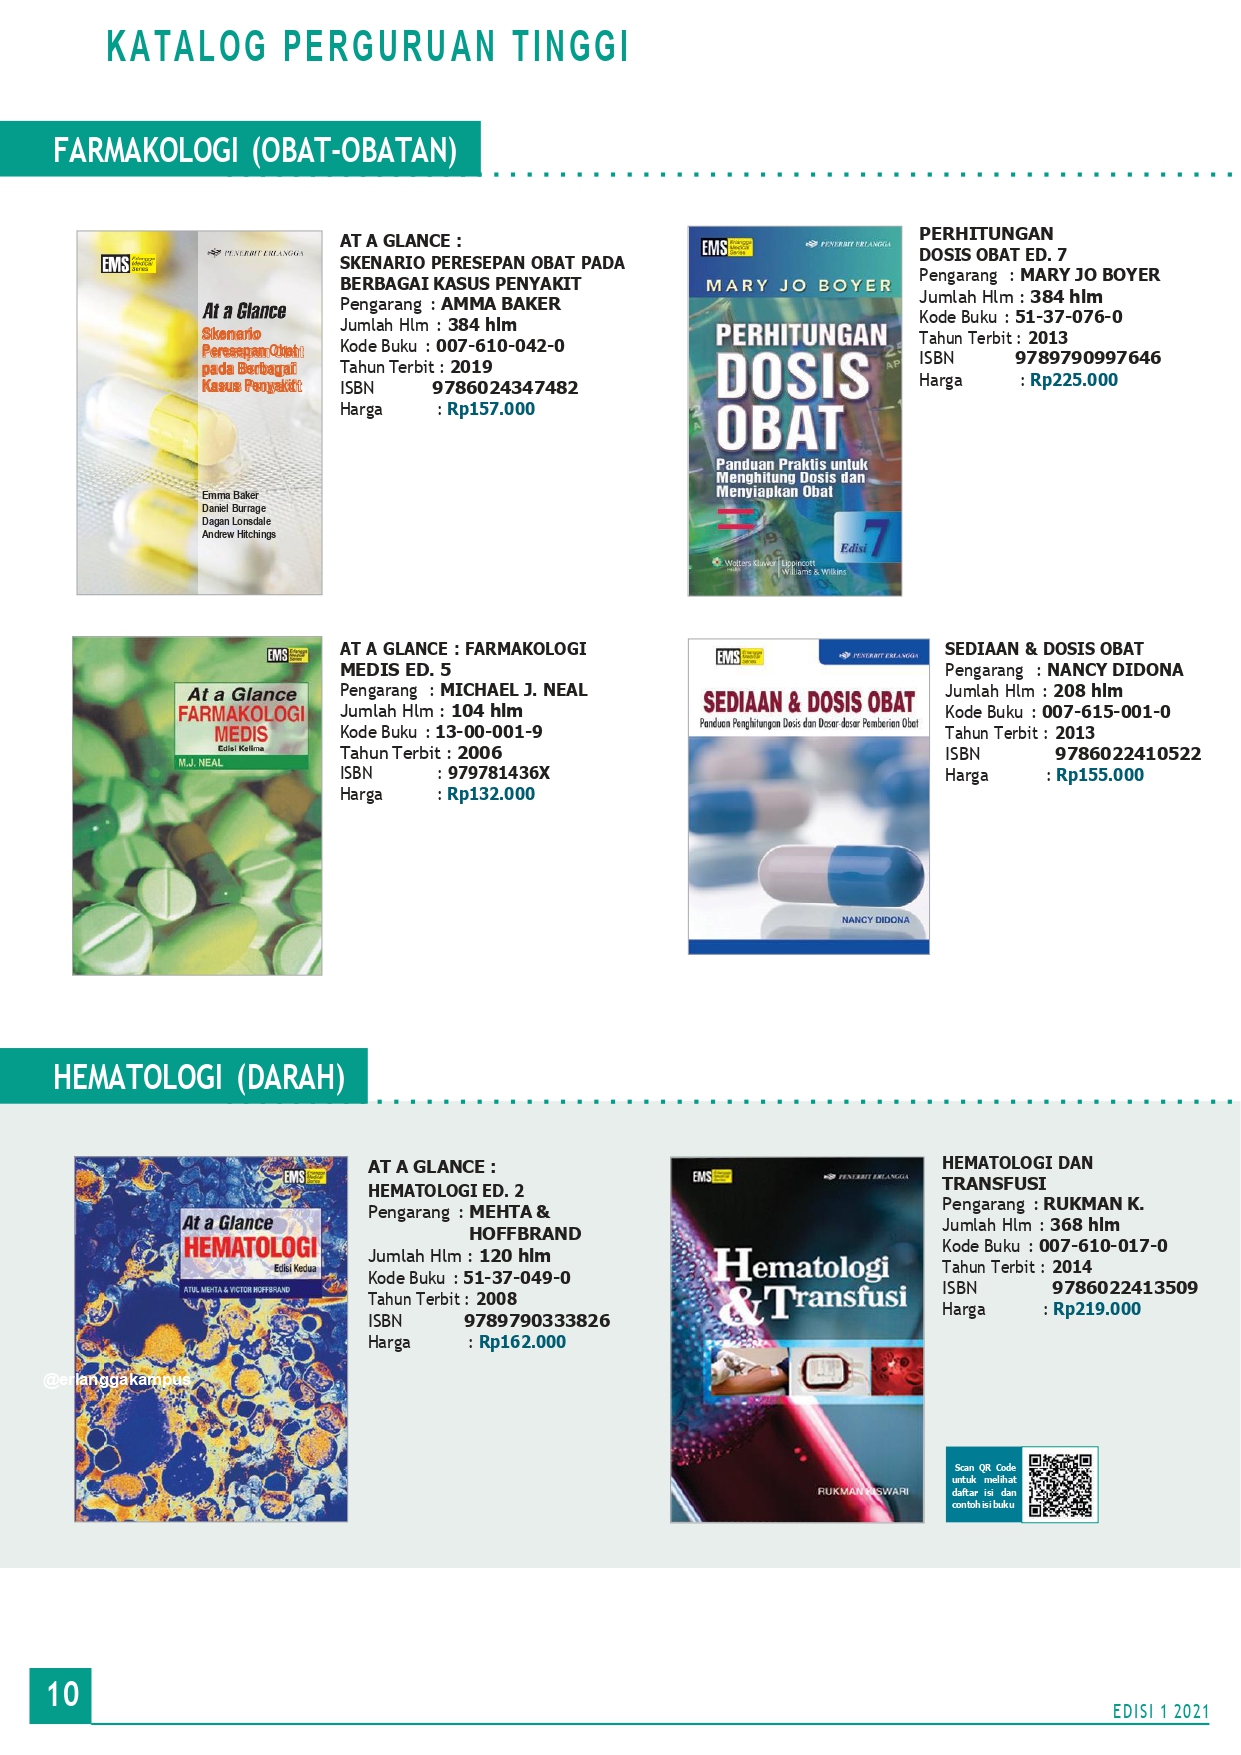 KATALOG PERGURUAN TINGGI
FARMAKOLOGI (OBAT-OBATAN)
EMS Erlangga Medical Series
PENERBIT ERLANGGA
At a Glance
Skenario
Peresepan Obat
pada Berbagai
Kasus Penyakit
Emma Baker
Daniel Burrage
Dagan Lonsdale
Andrew Hitchings
AT A GLANCE :
SKENARIO PERESEPAN OBAT PADA
BERBAGAI KASUS PENYAKIT
Pengarang : AMMA BAKER
Jumlah Hlm : 384 hlm
Kode Buku : 007-610-042-0
Tahun Terbit : 2019
ISBN 9786024347482
Harga : Rp157.000
EMS Erlangga Medical Series
PENERBIT ERLANGGA
MARY JO BOYER
PERHITUNGAN
DOSIS
OBAT
Panduan Praktis untuk
Menghitung Dosis dan
Menyiapkan Obat
Edisi 7
Wolters Kluwer Lippincott
Williams & Wilkins
PERHITUNGAN
DOSIS OBAT ED. 7
Pengarang : MARY JO BOYER
Jumlah Hlm : 384 hlm
Kode Buku : 51-37-076-0
Tahun Terbit : 2013
ISBN 9789790997646
Harga : Rp225.000
EMS Erlangga Medical Series
At a Glance
FARMAKOLOGI
MEDIS
Edisi Kelima
M.J. NEAL
AT A GLANCE : FARMAKOLOGI
MEDIS ED. 5
Pengarang : MICHAEL J. NEAL
Jumlah Hlm : 104 hlm
Kode Buku : 13-00-001-9
Tahun Terbit : 2006
ISBN : 979781436X
Harga : Rp132.000
EMS Erlangga Medical Series
PENERBIT ERLANGGA
SEDIAAN & DOSIS OBAT
Panduan Penghitungan Dosis dan Dasar-dasar Pemberian Obat
NANCY DIDONA
SEDIAAN & DOSIS OBAT
Pengarang : NANCY DIDONA
Jumlah Hlm : 208 hlm
Kode Buku : 007-615-001-0
Tahun Terbit : 2013
ISBN 9786022410522
Harga : Rp155.000
HEMATOLOGI (DARAH)
EMS Erlangga Medical Series
At a Glance
HEMATOLOGI
Edisi Kedua
ATUL MEHTA & VICTOR HOFFBRAND
@erlanggakampus
AT A GLANCE :
HEMATOLOGI ED. 2
Pengarang : MEHTA &
HOFFBRAND
Jumlah Hlm : 120 hlm
Kode Buku : 51-37-049-0
Tahun Terbit : 2008
ISBN 9789790333826
Harga : Rp162.000
EMS Erlangga Medical Series
PENERBIT ERLANGGA
Hematologi
&Transfusi
RUKMAN KISWARI
HEMATOLOGI DAN
TRANSFUSI
Pengarang : RUKMAN K.
Jumlah Hlm : 368 hlm
Kode Buku : 007-610-017-0
Tahun Terbit : 2014
ISBN 9786022413509
Harga : Rp219.000
Scan QR Code
untuk melihat
daftar isi dan
contoh isi buku
10
EDISI 1 2021